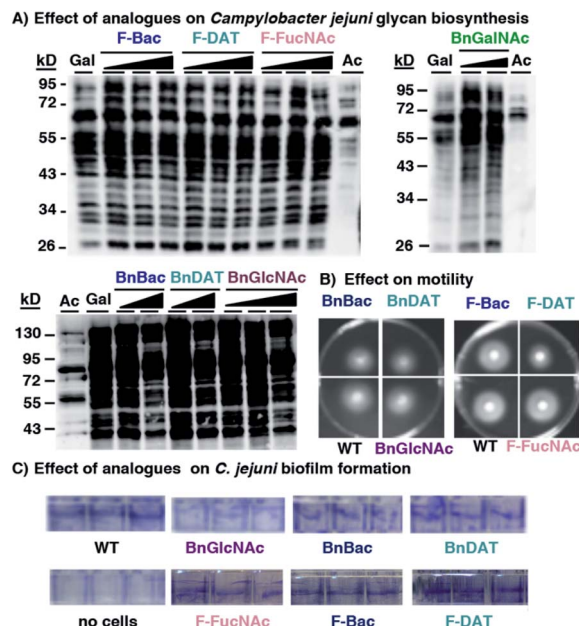 A) Effect of analogues on Campylobacter jejuni glycan biosynthesis
F-Bac F-DAT F-FucNAc
kD Gal Ac
95
72
55
43
34
26
BnGalNAc
kD Gal Ac
95
72
55
43
34
26
BnBac BnDAT BnGlcNAc
kD Ac Gal
130
95
72
55
43
B) Effect on motility
BnBac BnDAT
WT BnGlcNAc
F-Bac F-DAT
WT F-FucNAc
C) Effect of analogues on C. jejuni biofilm formation
WT BnGlcNAc BnBac BnDAT
no cells F-FucNAc F-Bac F-DAT